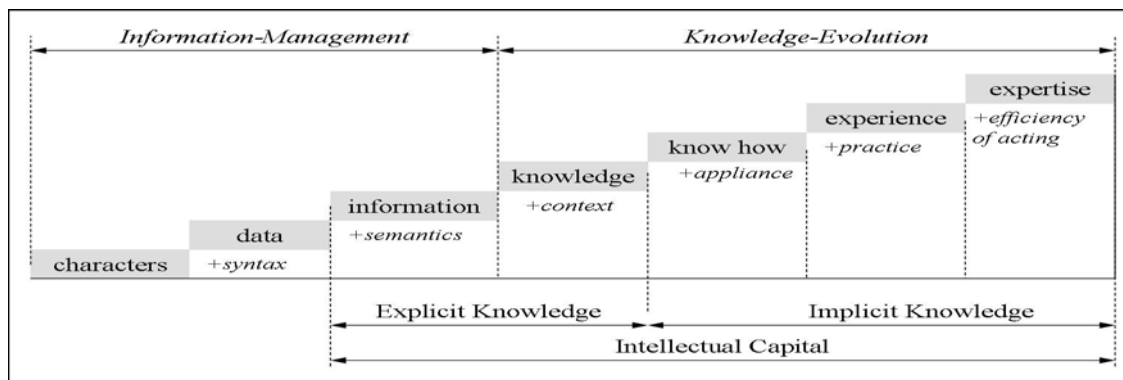 Information-Management
Knowledge-Evolution
expertise
+efficiency
of acting
experience
+practice
know how
+appliance
knowledge
+context
information
+semantics
data
+syntax
characters
Explicit Knowledge
Implicit Knowledge
Intellectual Capital